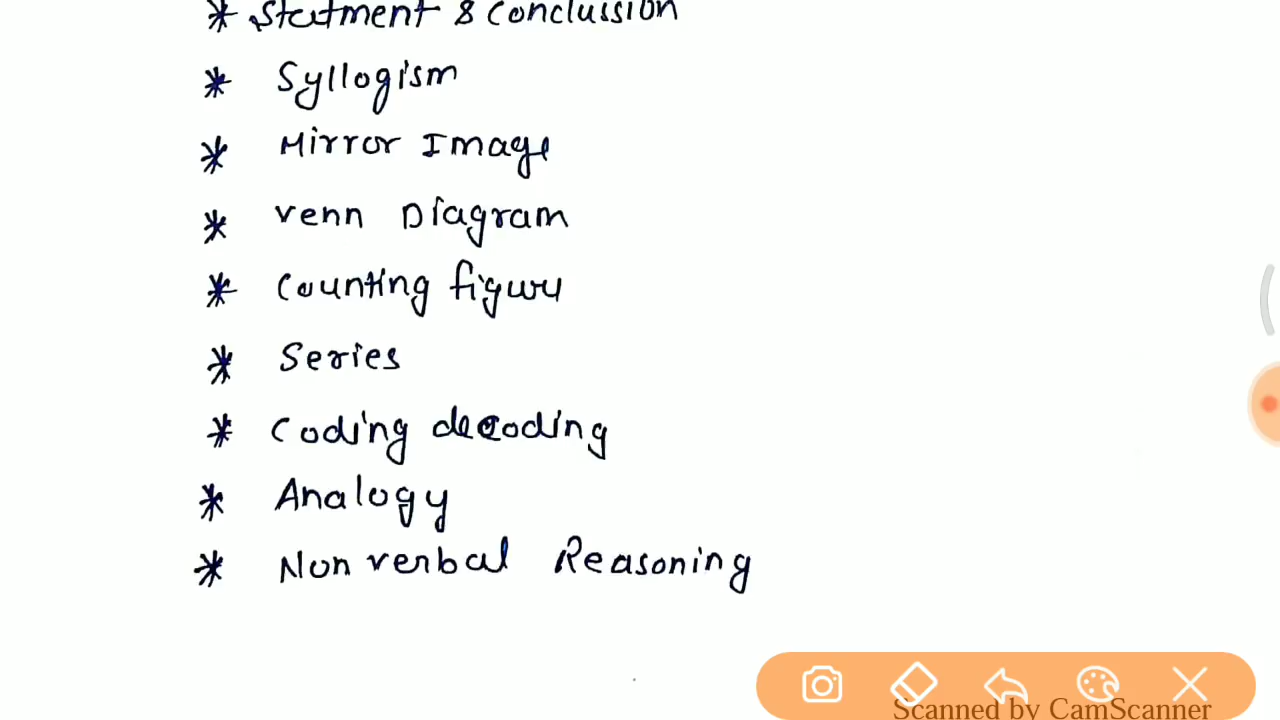 * Statment & Conclussion
* Syllogism
* Mirror Image
* Venn Diagram
* Counting figure
* Series
* Coding decoding
* Analogy
* Non verbal Reasoning
Scanned by CamScanner